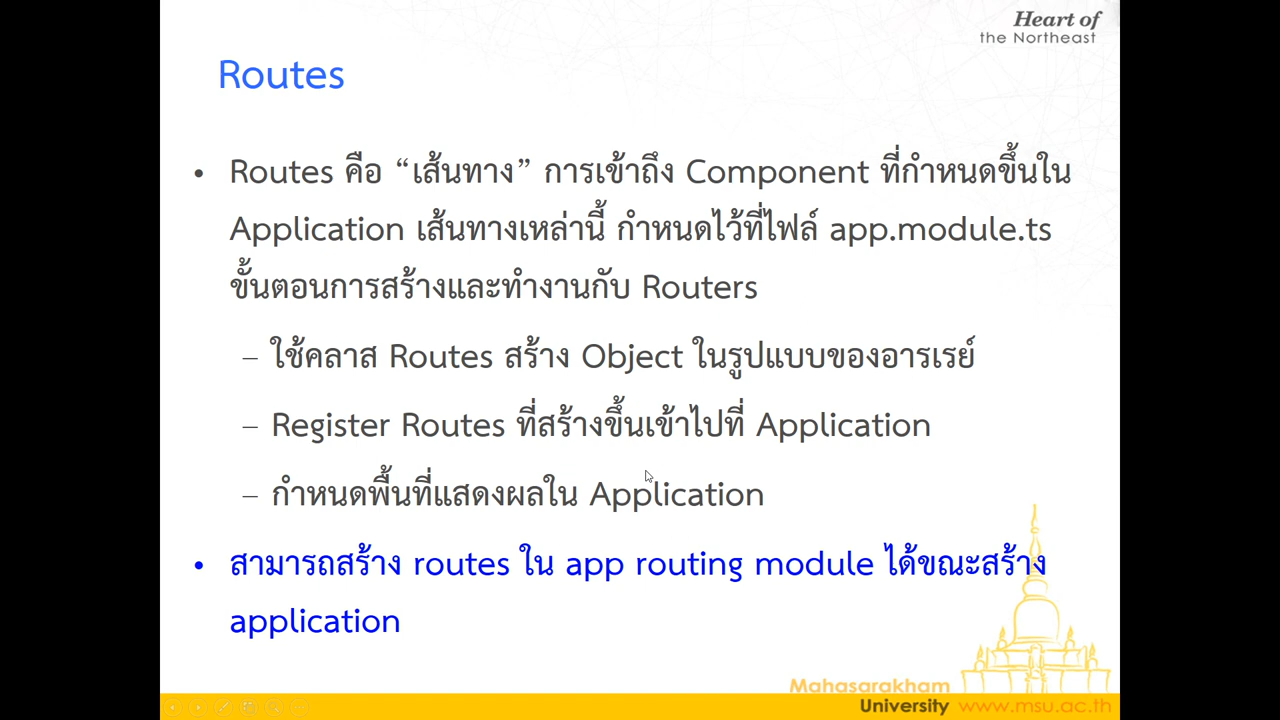 Heart of
the Northeast
Routes
• Routes คือ “เส้นทาง” การเข้าถึง Component ที่กำหนดขึ้นใน
Application เส้นทางเหล่านี้ กำหนดไว้ที่ไฟล์ app.module.ts
ขั้นตอนการสร้างและทำงานกับ Routers
– ใช้คลาส Routes สร้าง Object ในรูปแบบของอารเรย์
– Register Routes ที่สร้างขึ้นเข้าไปที่ Application
– กำหนดพื้นที่แสดงผลใน Application
• สามารถสร้าง routes ใน app routing module ได้ขณะสร้าง
application
Mahasarakham
University www.msu.ac.th